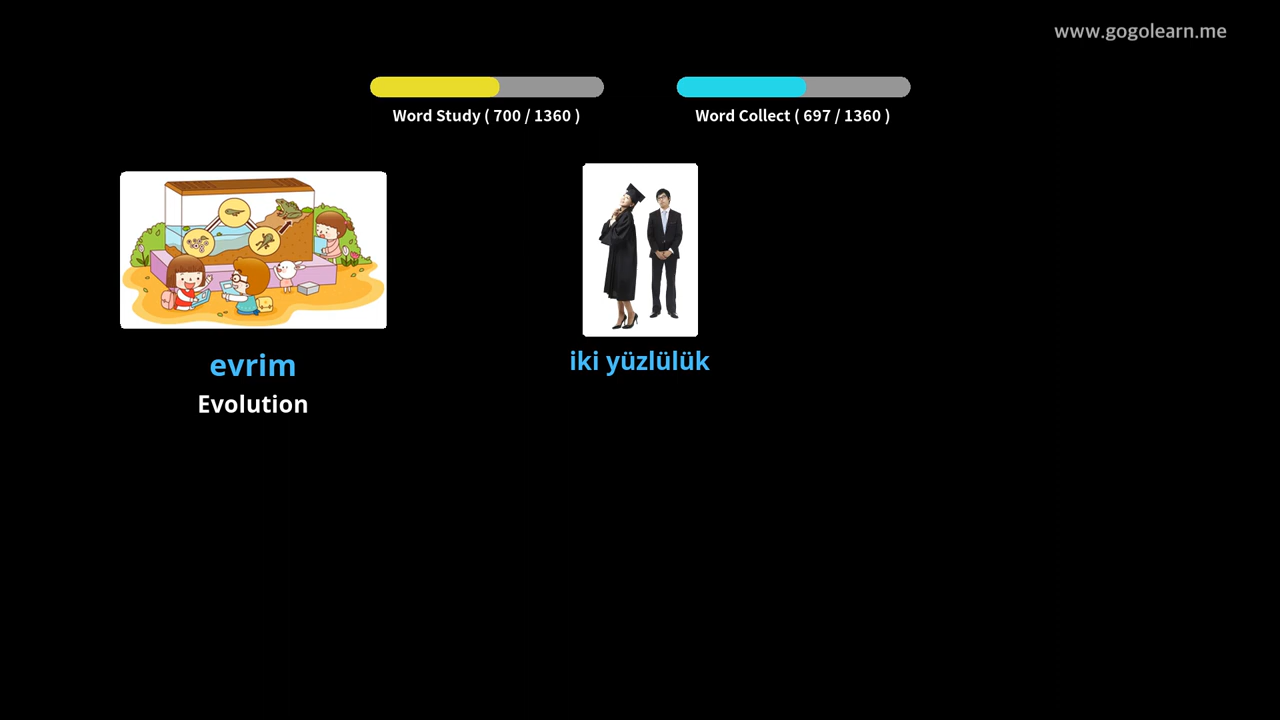 www.gogolearn.me
Word Study ( 700 / 1360 )
Word Collect ( 697 / 1360 )
evrim
Evolution
iki yüzlülük